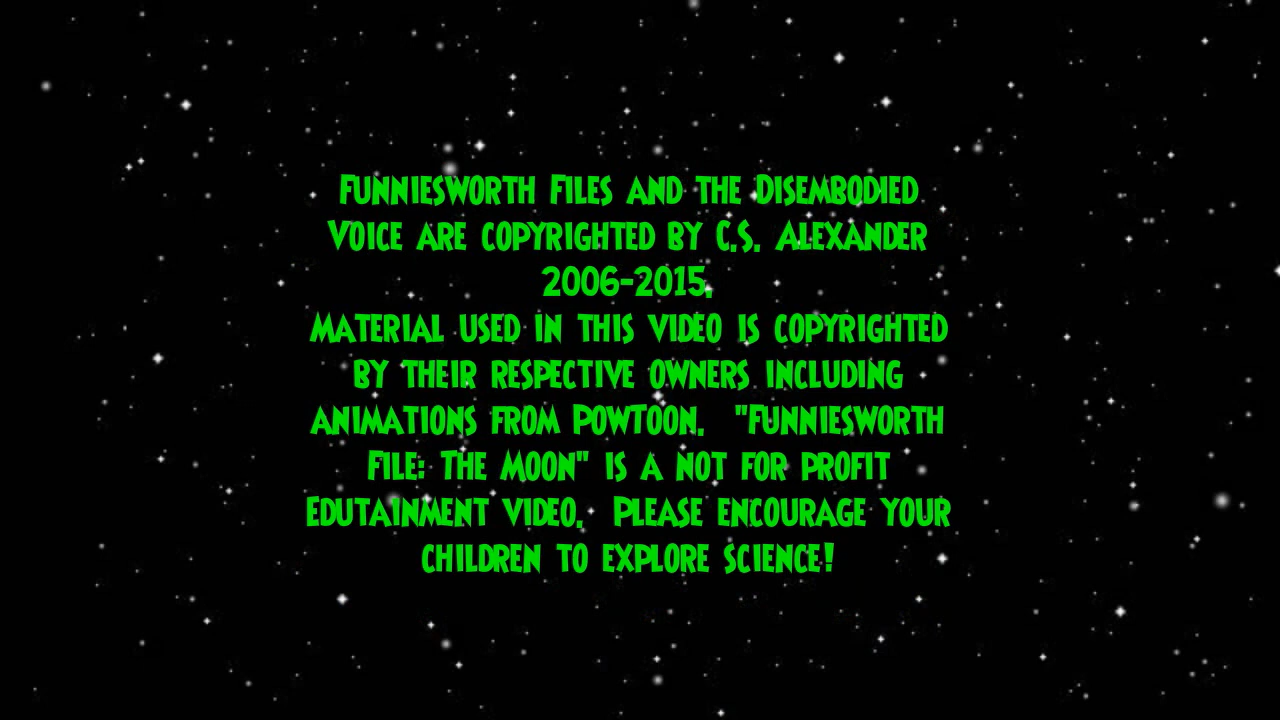 Funniesworth Files and the Disembodied
Voice are copyrighted by C.S. Alexander
2006-2015.
Material used in this video is copyrighted
by their respective owners including
animations from PowToon.  "Funniesworth
File: The Moon" is a not for profit
Edutainment video.  Please encourage your
children to explore science!